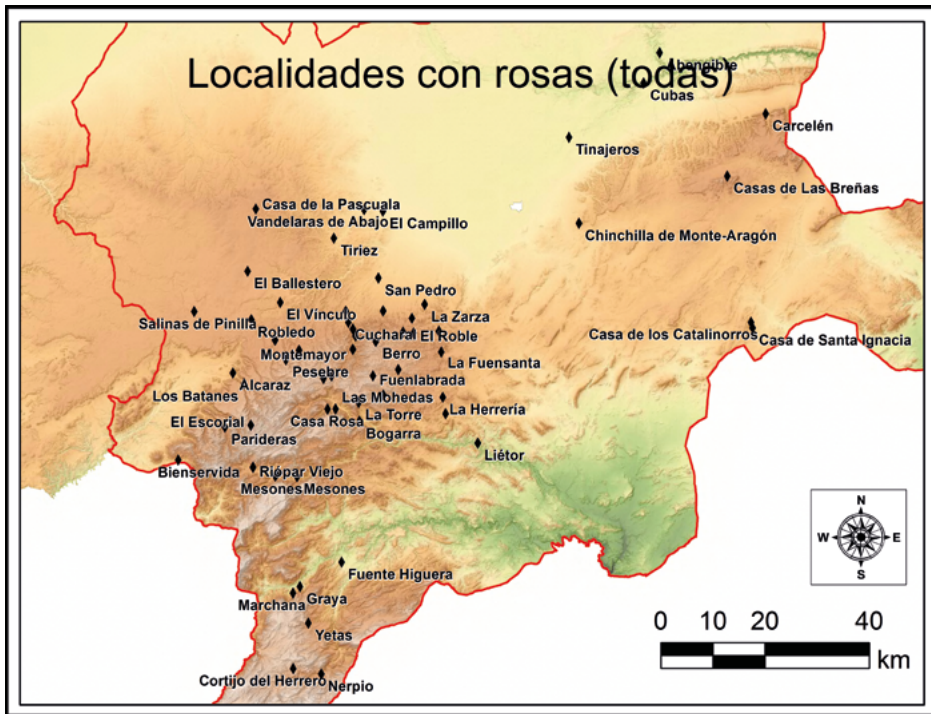 Localidades con rosas (todas)
Abengibre
Cubas
Carcelén
Tinajeros
Casas de Las Breñas
Casa de la Pascuala
Vandelaras de Abajo
El Campillo
Chinchilla de Monte-Aragón
Tiriez
El Ballestero
San Pedro
Salinas de Pinilla
El Vínculo
La Zarza
Robledo
Cucharal
El Roble
Casa de los Catalinorros
Casa de Santa Ignacia
Montemayor
Berro
La Fuensanta
Pesebre
Fuenlabrada
Alcaraz
Los Batanes
Las Mohedas
La Herrería
El Escorial
Casa Rosa
La Torre
Parideras
Bogarra
Liétor
Bienservida
Riópar Viejo
Mesones
Mesones
Fuente Higuera
Graya
Marchana
Yetas
Cortijo del Herrero
Nerpio
N
W
E
S
0 10 20 40
km